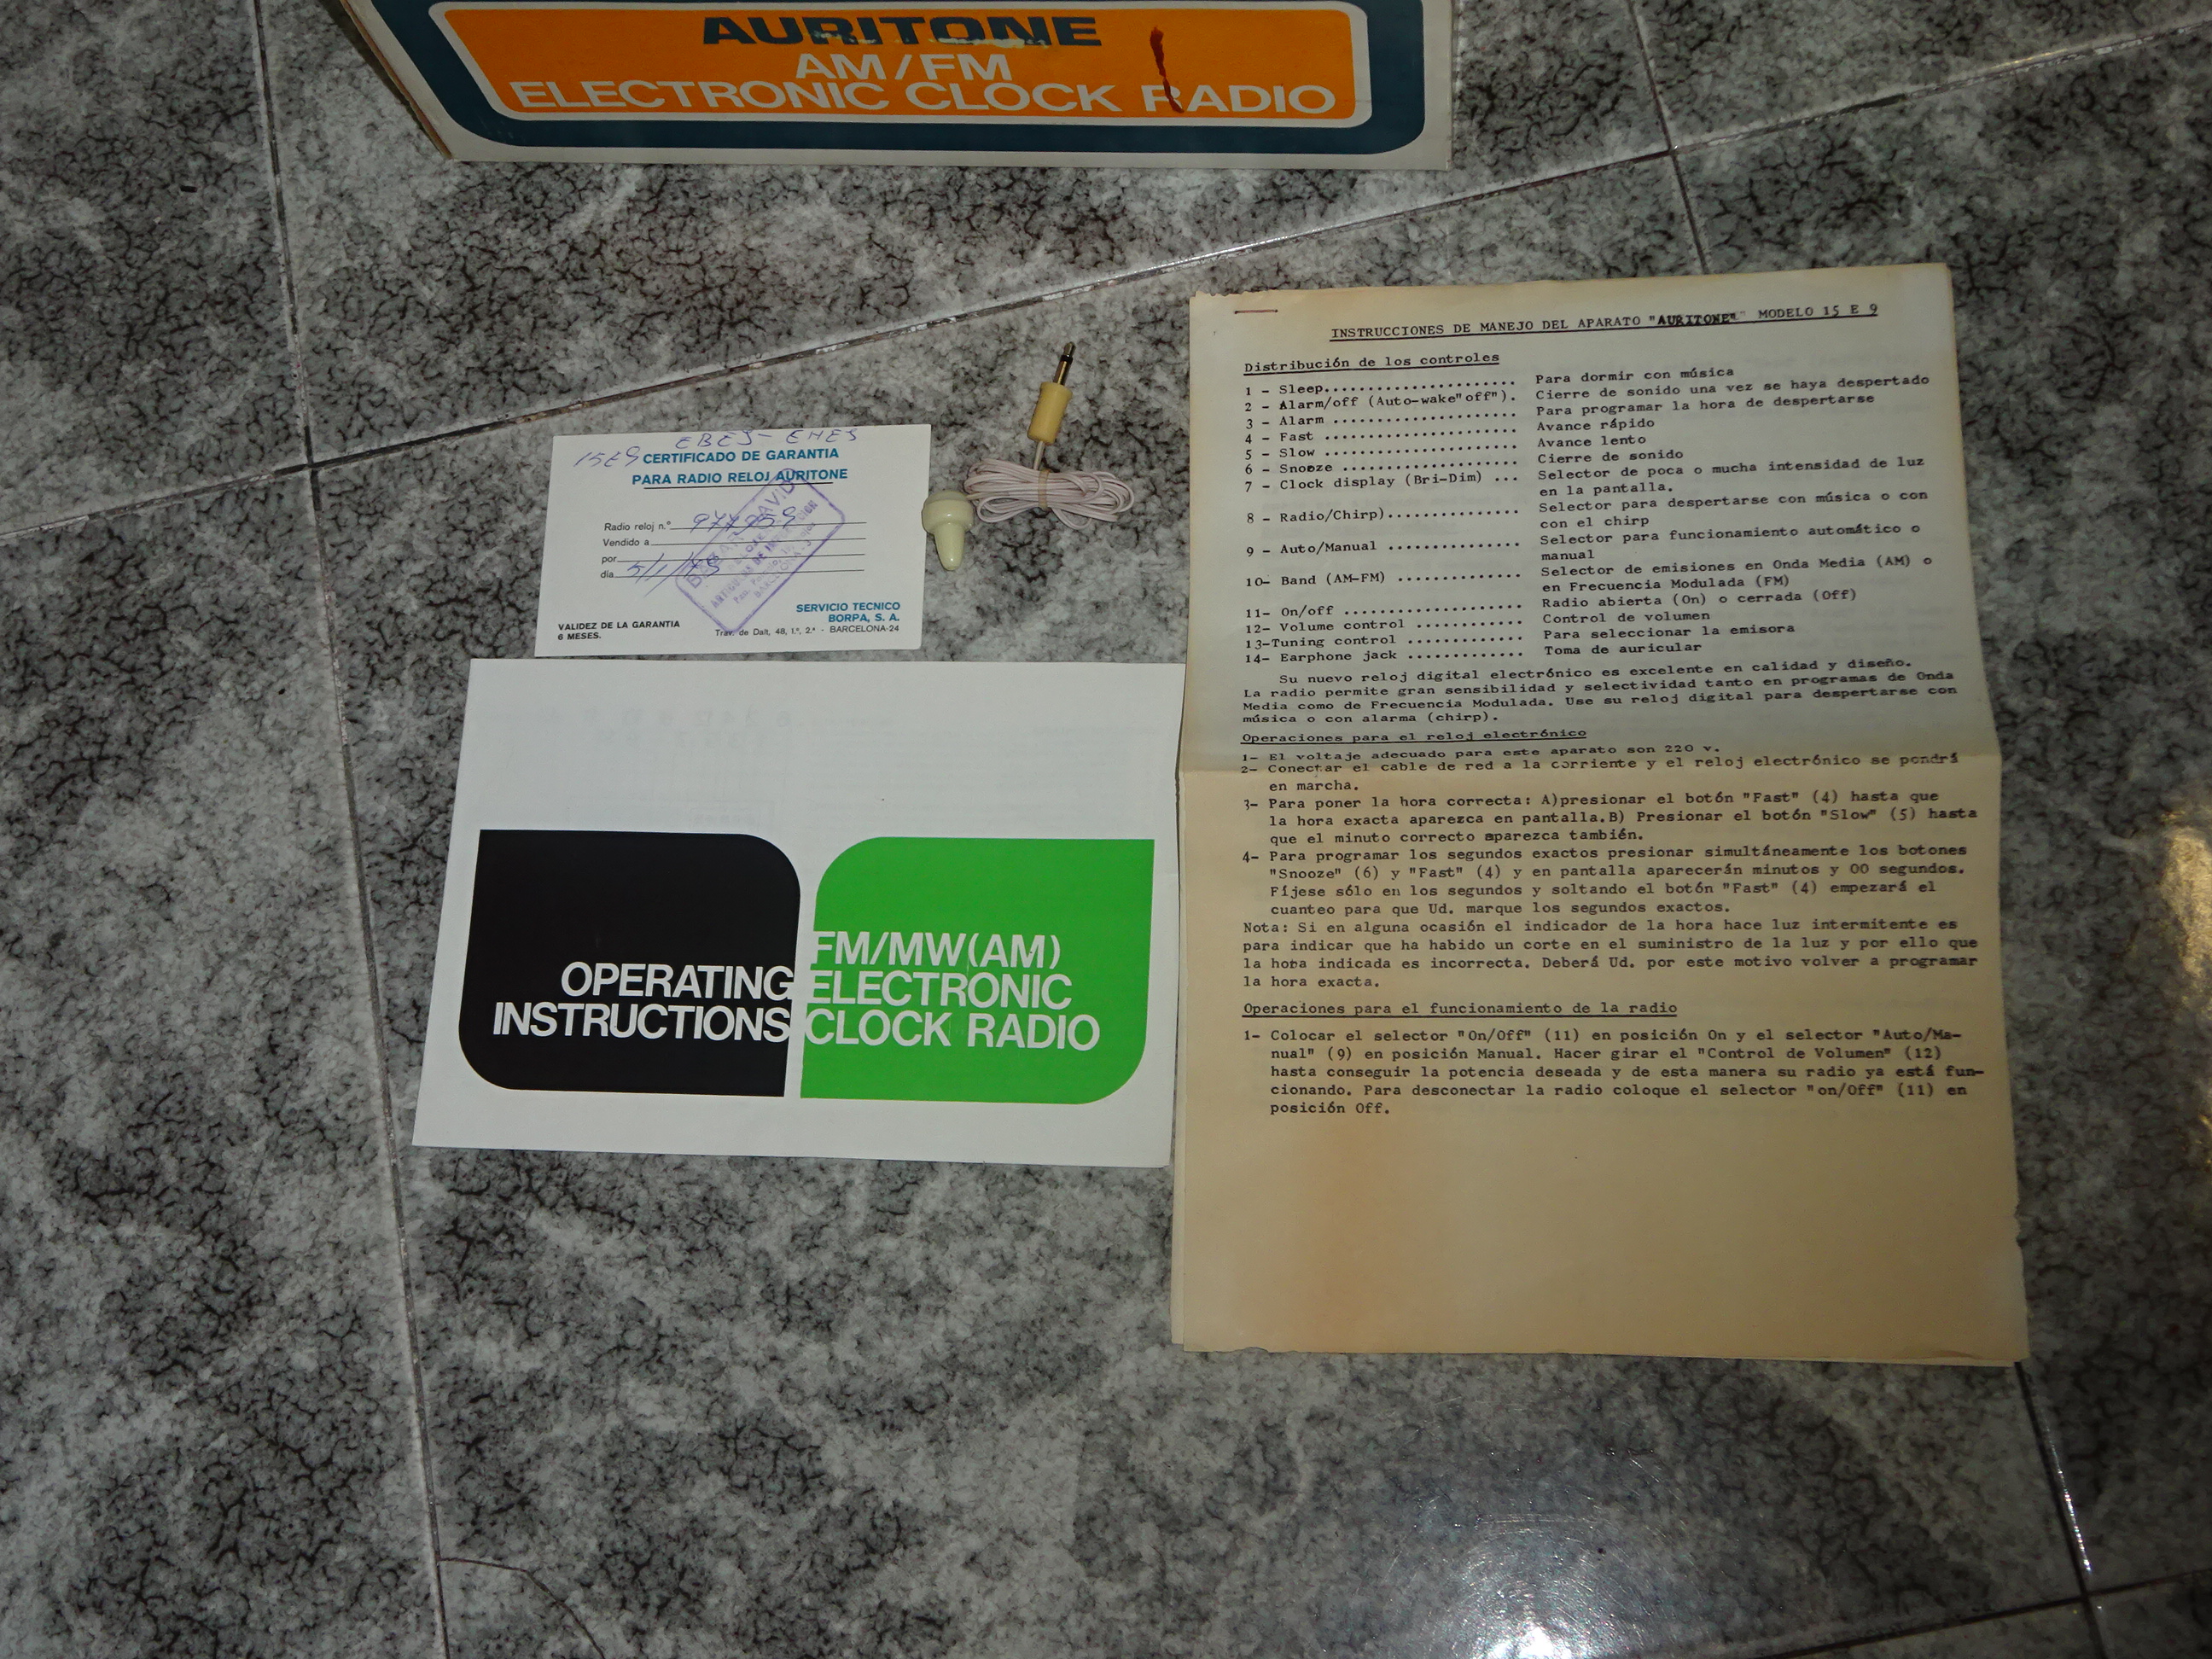 AURITONE
AM/FM
ELECTRONIC CLOCK RADIO
EBES- EHES
15E9 CERTIFICADO DE GARANTIA
PARA RADIO RELOJ AURITONE
Radio reloj n.º 977959
Vendido a
por
día 5/1/
VALIDEZ DE LA GARANTIA
6 MESES.
SERVICIO TECNICO
BORPA, S. A.
Trav. de Dalt, 48, 1.º, 2.ª - BARCELONA-24
OPERATING
INSTRUCTIONS
FM/MW(AM)
ELECTRONIC
CLOCK RADIO
INSTRUCCIONES DE MANEJO DEL APARATO "AURITONE" MODELO 15 E 9
Distribución de los controles
1 - Sleep....................... Para dormir con música
2 - Alarm/off (Auto-wake"off"). Cierre de sonido una vez se haya despertado
3 - Alarm ...................... Para programar la hora de despertarse
4 - Fast ....................... Avance rápido
5 - Slow ....................... Avance lento
6 - Snooze ..................... Cierre de sonido
7 - Clock display (Bri-Dim) ... Selector de poca o mucha intensidad de luz
en la pantalla.
8 - Radio/Chirp)................ Selector para despertarse con música o con
con el chirp
9 - Auto/Manual ................ Selector para funcionamiento automático o
manual
10- Band (AM-FM) ............... Selector de emisiones en Onda Media (AM) o
en Frecuencia Modulada (FM)
11- On/off ..................... Radio abierta (On) o cerrada (Off)
12- Volume control ............. Control de volumen
13-Tuning control .............. Para seleccionar la emisora
14- Earphone jack .............. Toma de auricular
Su nuevo reloj digital electrónico es excelente en calidad y diseño.
La radio permite gran sensibilidad y selectividad tanto en programas de Onda
Media como de Frecuencia Modulada. Use su reloj digital para despertarse con
música o con alarma (chirp).
Operaciones para el reloj electrónico
1- El voltaje adecuado para este aparato son 220 v.
2- Conectar el cable de red a la corriente y el reloj electrónico se pondrá
en marcha.
3- Para poner la hora correcta: A)presionar el botón "Fast" (4) hasta que
la hora exacta aparezca en pantalla.B) Presionar el botón "Slow" (5) hasta
que el minuto correcto aparezca también.
4- Para programar los segundos exactos presionar simultáneamente los botones
"Snooze" (6) y "Fast" (4) y en pantalla aparecerán minutos y 00 segundos.
Fíjese sólo en los segundos y soltando el botón "Fast" (4) empezará el
cuanteo para que Ud. marque los segundos exactos.
Nota: Si en alguna ocasión el indicador de la hora hace luz intermitente es
para indicar que ha habido un corte en el suministro de la luz y por ello que
la hora indicada es incorrecta. Deberá Ud. por este motivo volver a programar
la hora exacta.
Operaciones para el funcionamiento de la radio
1- Colocar el selector "On/Off" (11) en posición On y el selector "Auto/Ma-
nual" (9) en posición Manual. Hacer girar el "Control de Volumen" (12)
hasta conseguir la potencia deseada y de esta manera su radio ya está fun-
cionando. Para desconectar la radio coloque el selector "on/Off" (11) en
posición Off.